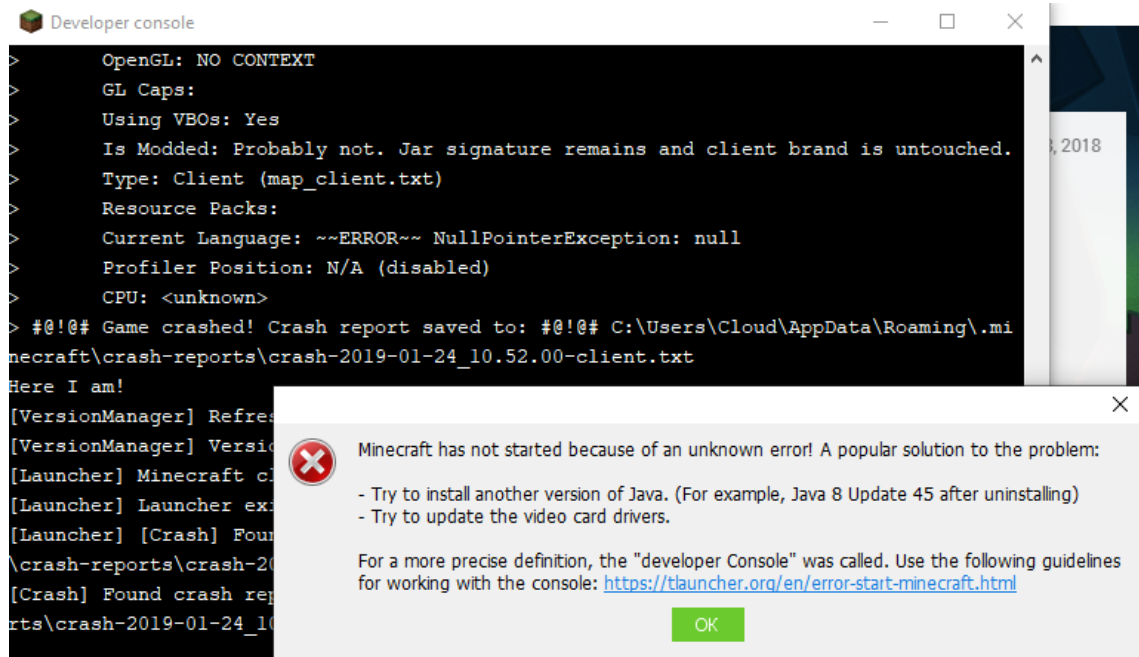 Developer console
> OpenGL: NO CONTEXT
> GL Caps:
> Using VBOs: Yes
> Is Modded: Probably not. Jar signature remains and client brand is untouched.
> Type: Client (map_client.txt)
> Resource Packs:
> Current Language: ~~ERROR~~ NullPointerException: null
> Profiler Position: N/A (disabled)
> CPU: <unknown>
> #@!@# Game crashed! Crash report saved to: #@!@# C:\Users\Cloud\AppData\Roaming\.mi
necraft\crash-reports\crash-2019-01-24_10.52.00-client.txt
Here I am!
[VersionManager] Refres
[VersionManager] Versio
[Launcher] Minecraft cl
[Launcher] Launcher exi
[Launcher] [Crash] Foun
\crash-reports\crash-20
[Crash] Found crash rep
rts\crash-2019-01-24_10
, 2018
Minecraft has not started because of an unknown error! A popular solution to the problem:
- Try to install another version of Java. (For example, Java 8 Update 45 after uninstalling)
- Try to update the video card drivers.
For a more precise definition, the "developer Console" was called. Use the following guidelines
for working with the console: https://tlauncher.org/en/error-start-minecraft.html
OK